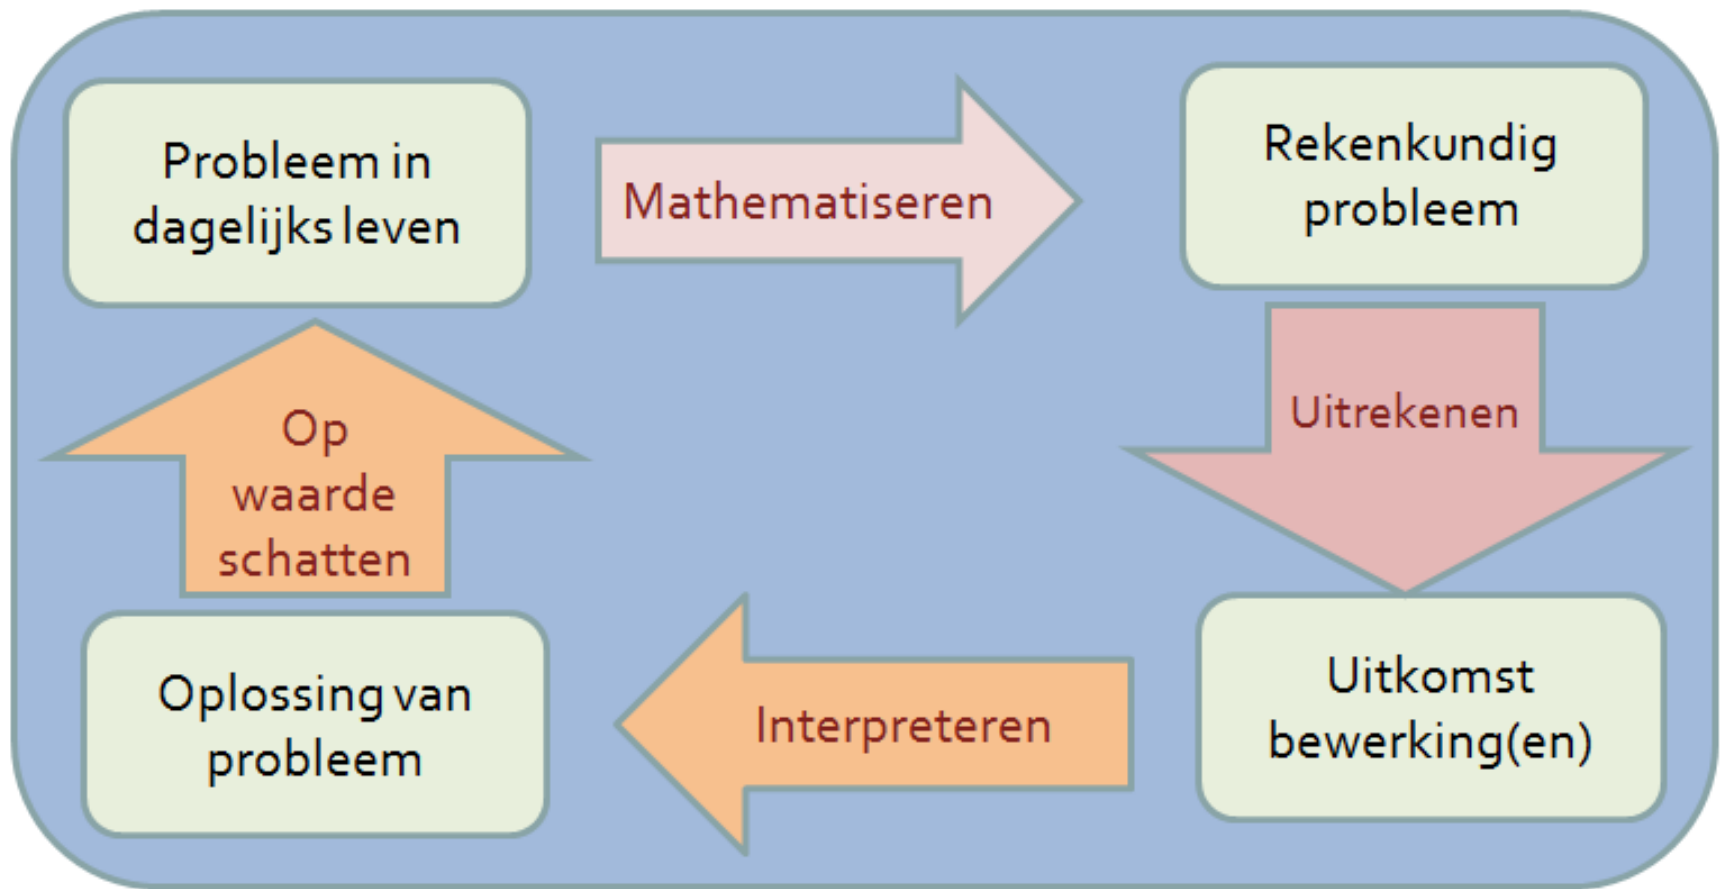 Probleem in
dagelijks leven
Mathematiseren
Rekenkundig
probleem
Uitrekenen
Uitkomst
bewerking(en)
Interpreteren
Oplossing van
probleem
Op
waarde
schatten